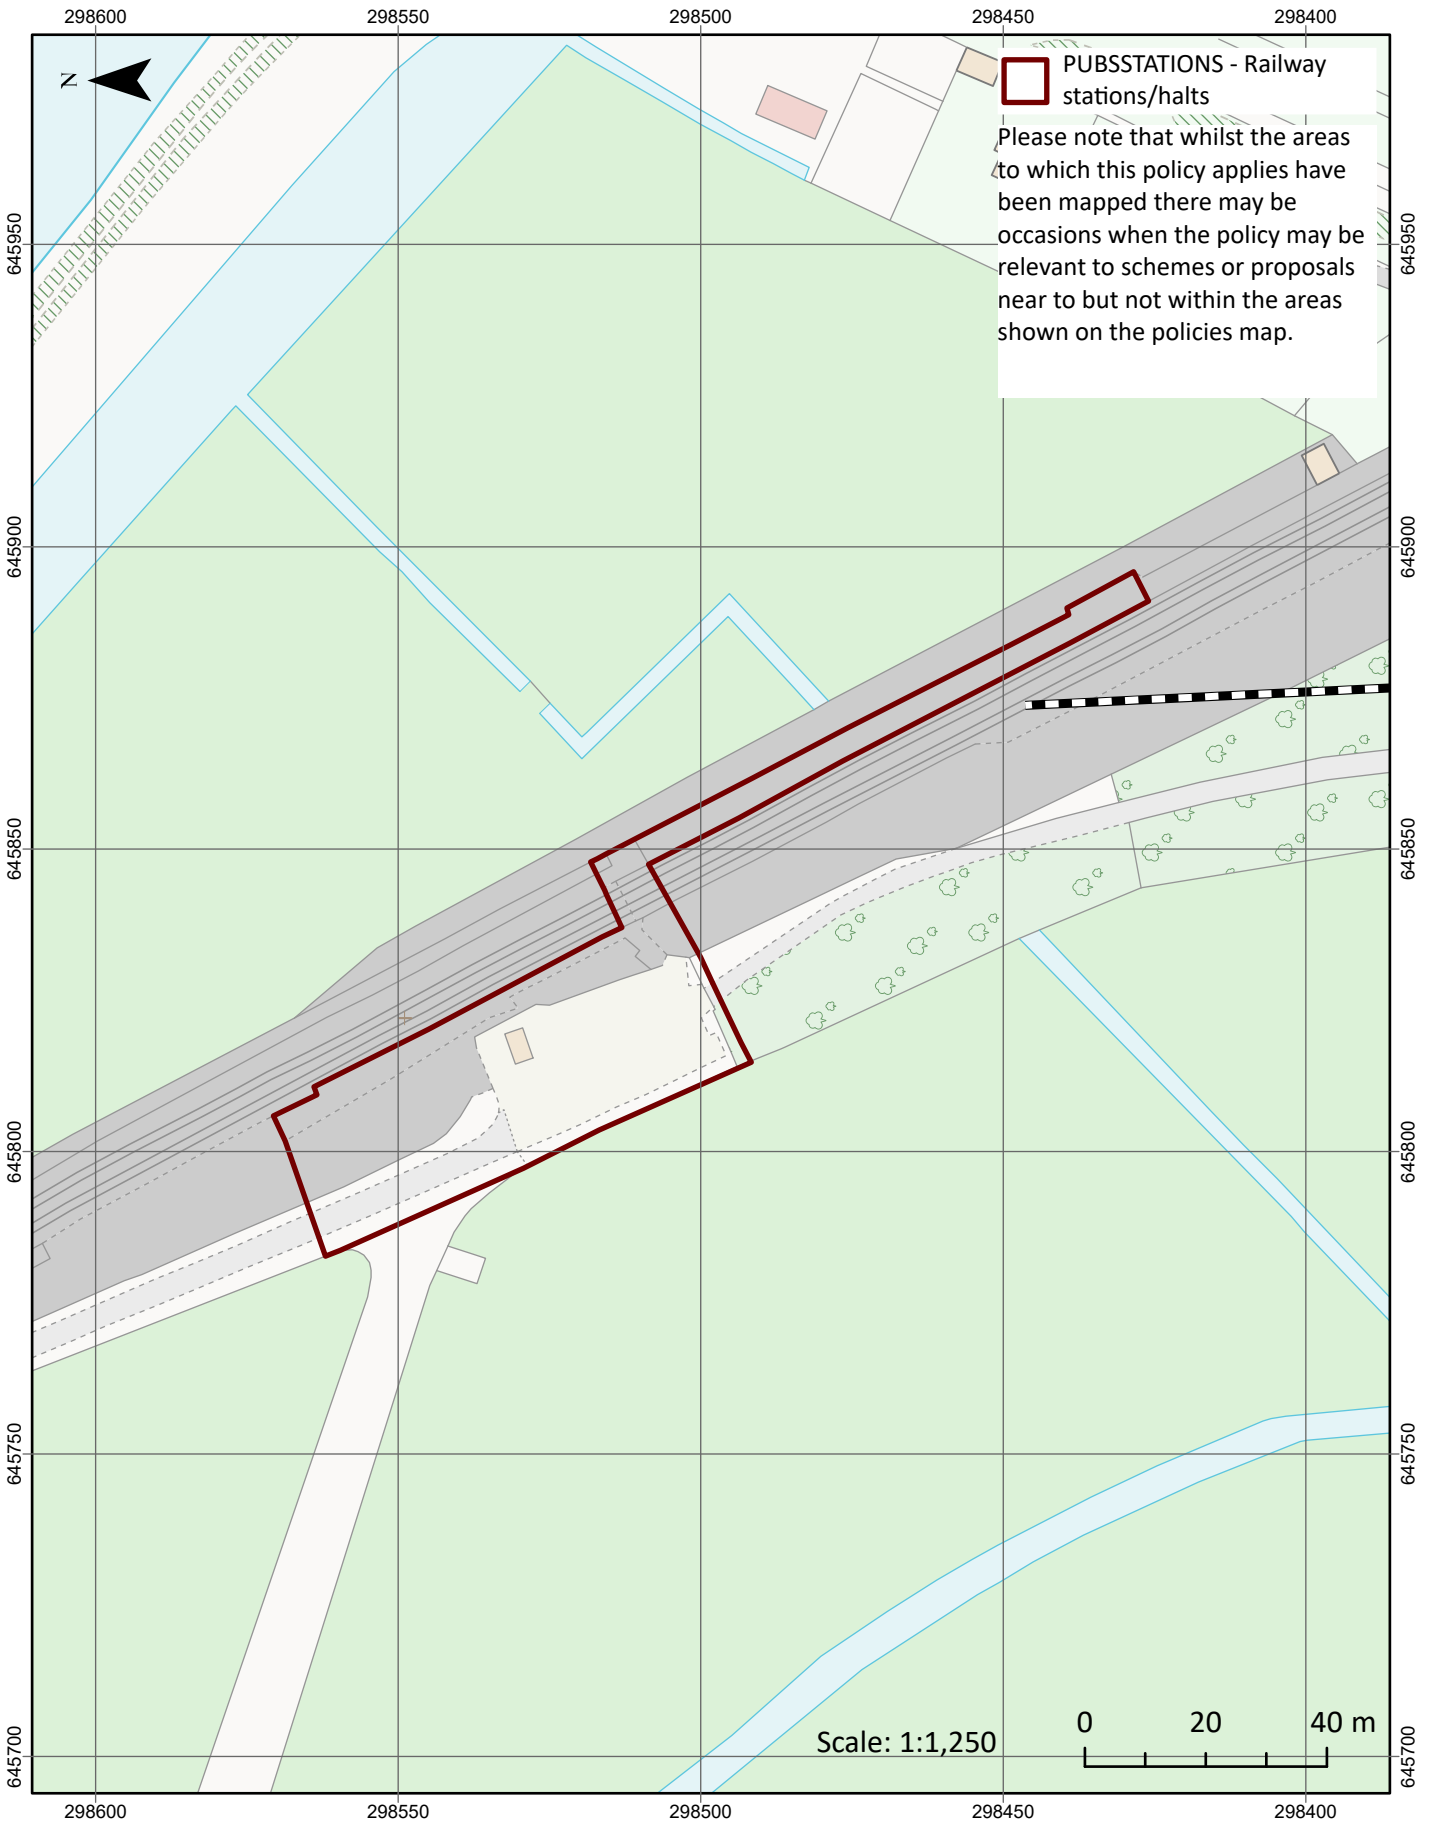 298600 298550 298500 298450 298400
N
PUBSSTATIONS - Railway
stations/halts
Please note that whilst the areas
to which this policy applies have
been mapped there may be
occasions when the policy may be
relevant to schemes or proposals
near to but not within the areas
shown on the policies map.
645950 645950
645900 645900
645850 645850
645800 645800
645750 645750
645700 645700
0 20 40 m
Scale: 1:1,250
298600 298550 298500 298450 298400